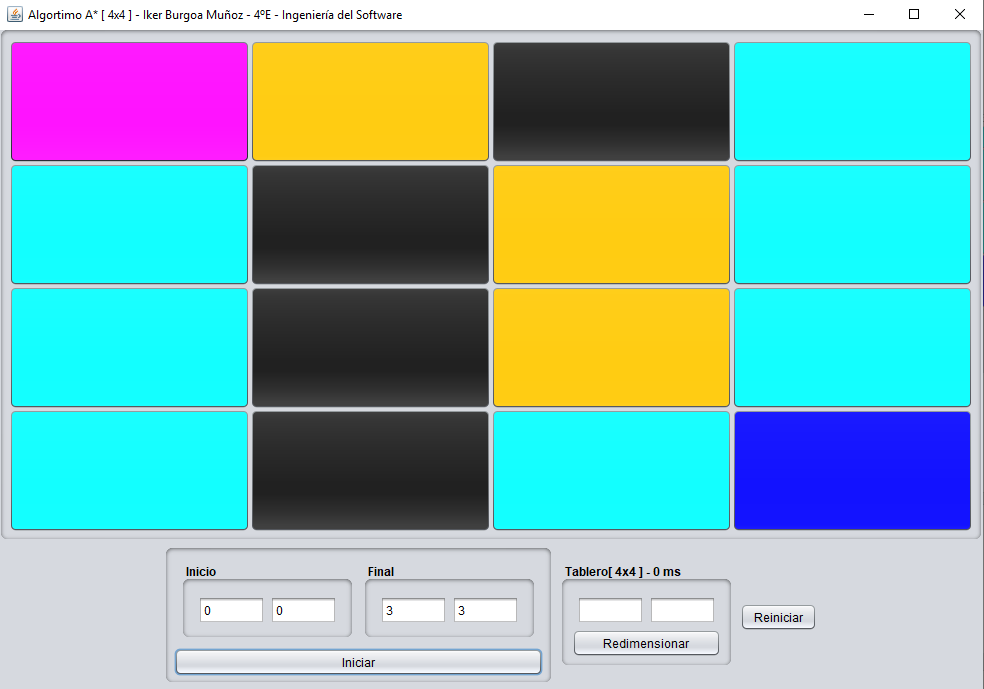 Algortimo A* [ 4x4 ] - Iker Burgoa Muñoz - 4ºE - Ingeniería del Software
Inicio
Final
Tablero[ 4x4 ] - 0 ms
0
0
3
3
Reiniciar
Redimensionar
Iniciar